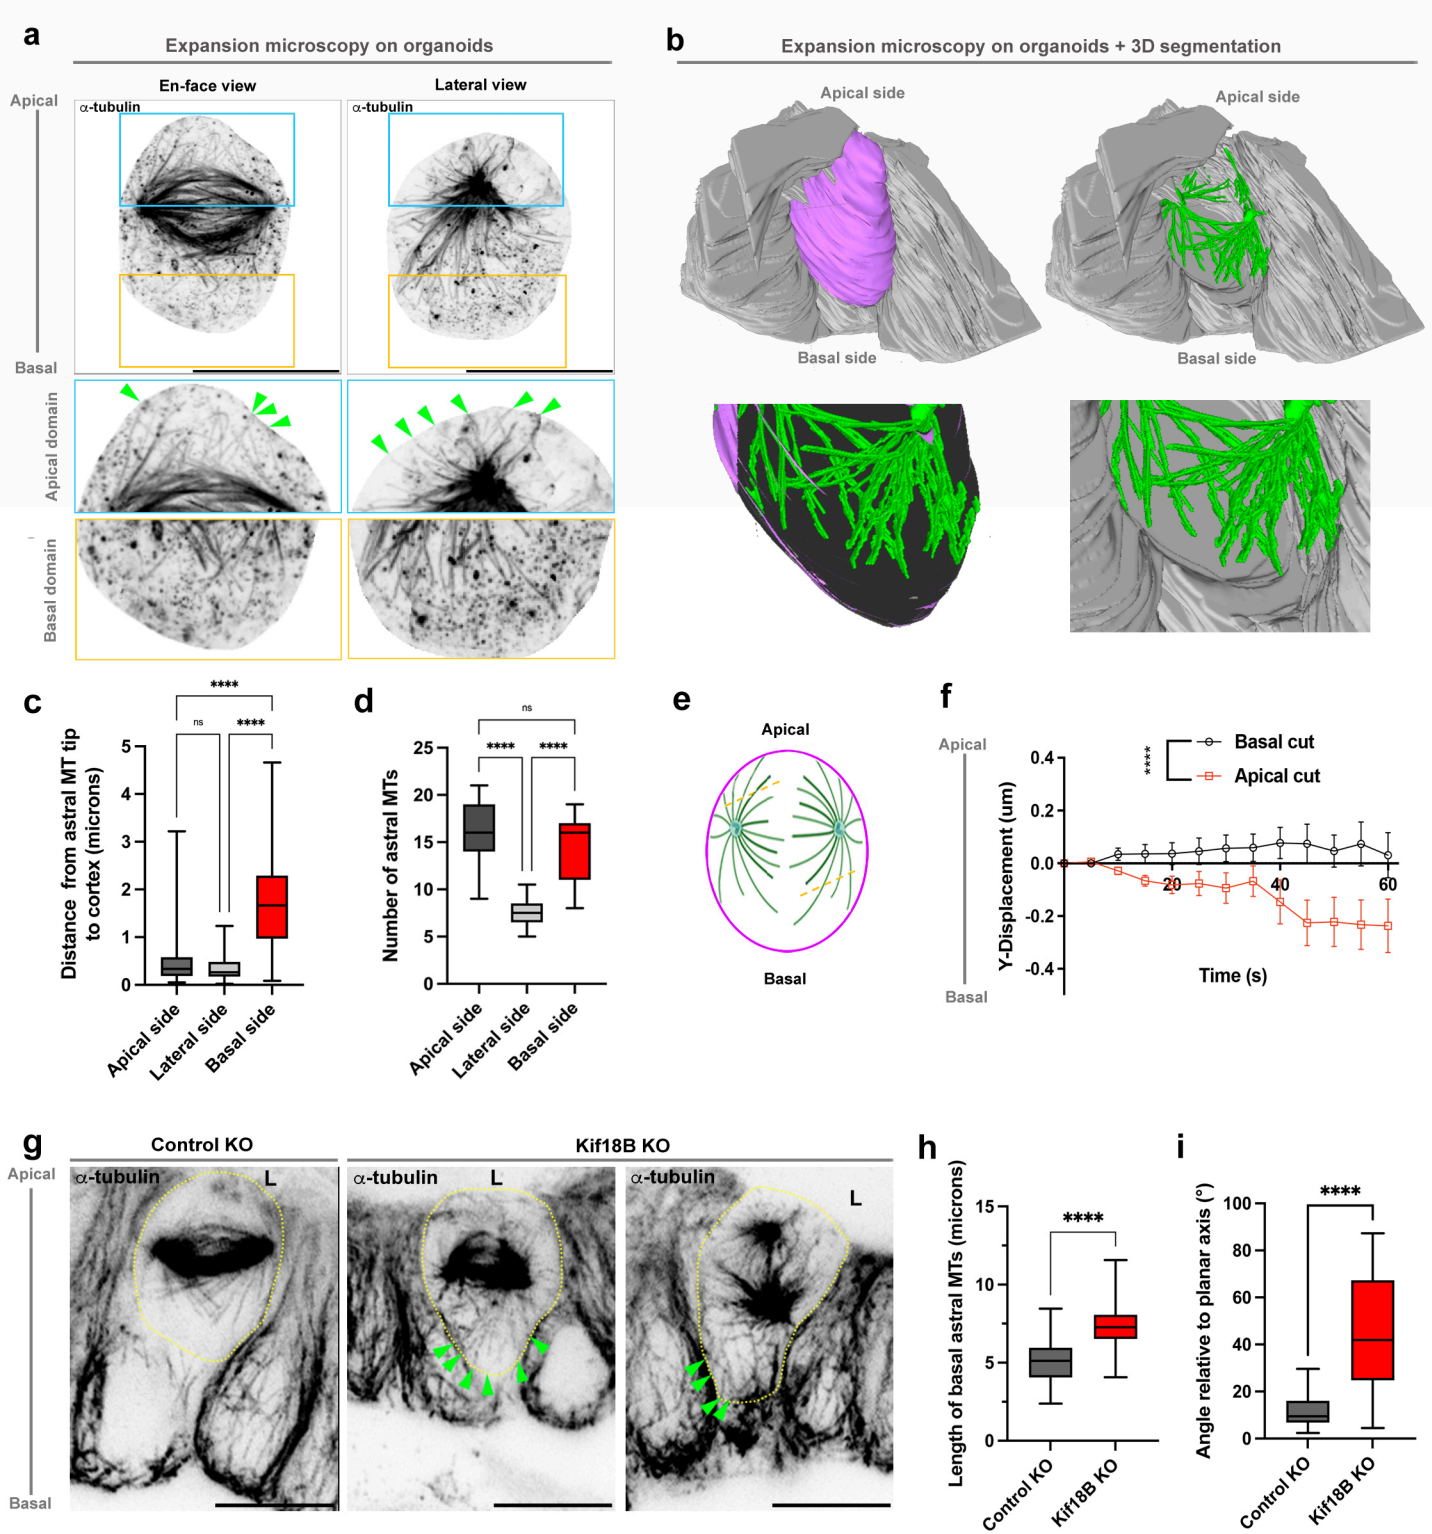 a
Expansion microscopy on organoids
En-face view
Lateral view
Apical
Basal
α-tubulin
α-tubulin
Apical domain
Basal domain
b
Expansion microscopy on organoids + 3D segmentation
Apical side
Apical side
Basal side
Basal side
c
Distance from astral MT tip
to cortex (microns)
****
ns
****
5
4
3
2
1
0
Apical side
Lateral side
Basal side
d
Number of astral MTs
ns
****
****
25
20
15
10
5
0
Apical side
Lateral side
Basal side
e
Apical
Basal
f
Apical
Basal
Y-Displacement (um)
0.4
0.2
0.0
-0.2
-0.4
20
40
60
Time (s)
****
Basal cut
Apical cut
g
Control KO
Kif18B KO
Apical
Basal
α-tubulin
L
α-tubulin
L
α-tubulin
L
h
Length of basal astral MTs (microns)
****
15
10
5
0
Control KO
Kif18B KO
i
Angle relative to planar axis (°)
****
100
80
60
40
20
0
Control KO
Kif18B KO